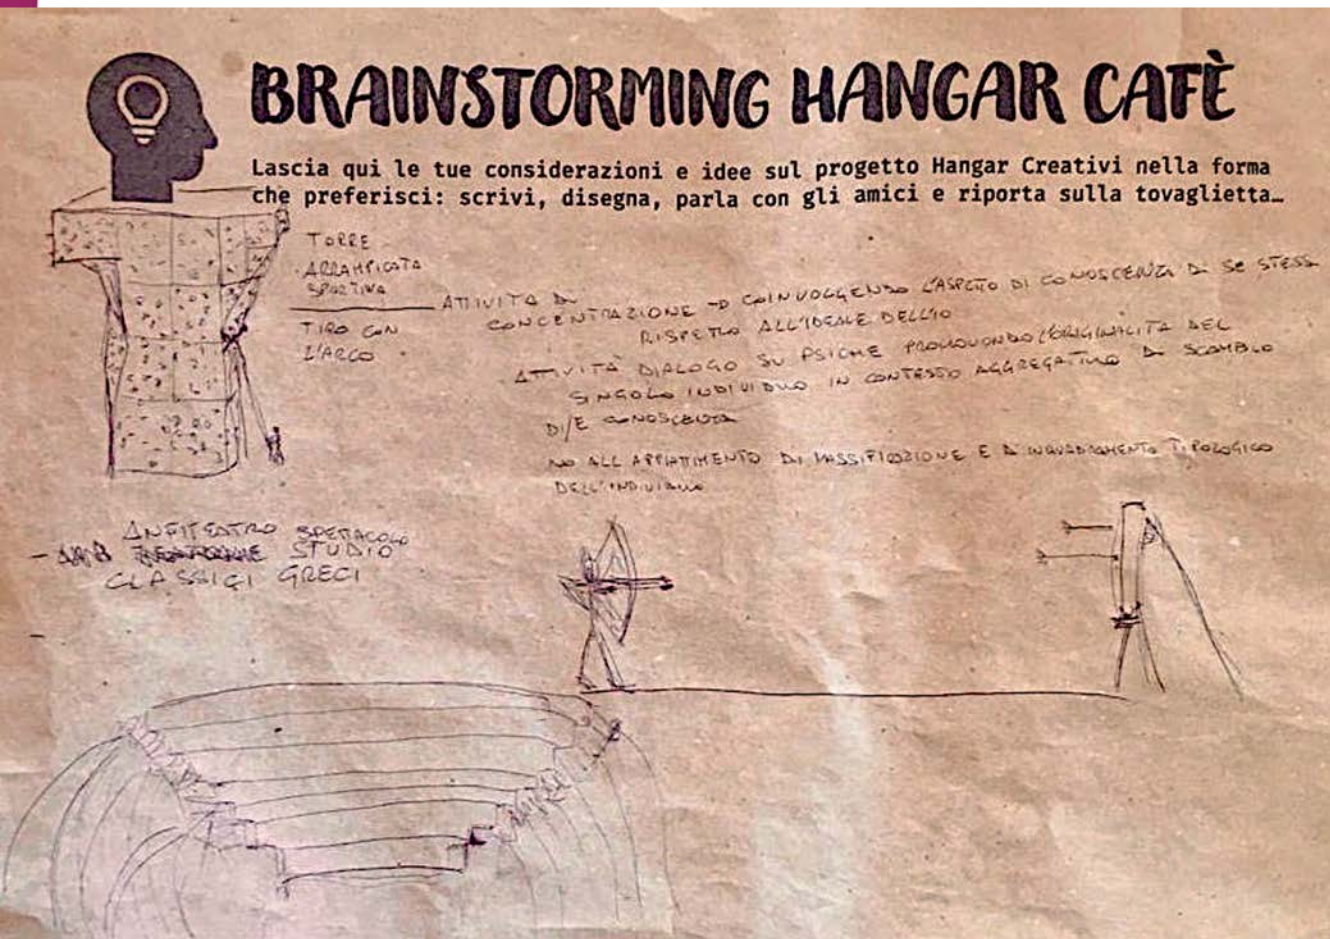 BRAINSTORMING HANGAR CAFÈ
Lascia qui le tue considerazioni e idee sul progetto Hangar Creativi nella forma
che preferisci: scrivi, disegna, parla con gli amici e riporta sulla tovaglietta…
TORRE
ARRAMPICATA
SPORTIVA
TIRO CON
L'ARCO
ATTIVITÀ DI
CONCENTRAZIONE → COINVOLGENDO L'ASPETTO DI CONOSCENZA DI SE STESSI
RISPETTO ALL'IDEALE DELL'IO
ATTIVITÀ DIALOGO SU PSICHE PROMUOVENDO L'ORIGINALITÀ DEL
SINGOLO INDIVIDUO IN CONTESTO AGGREGATIVO DI SCAMBIO
DI/E CONOSCENZA
NO ALL'APPIATTIMENTO DI MASSIFICAZIONE E D'INQUADRAMENTO TIPOLOGICO
DELL'INDIVIDUO
ANFITEATRO SPETTACOLO
- STUDIO
CLASSICI GRECI
-